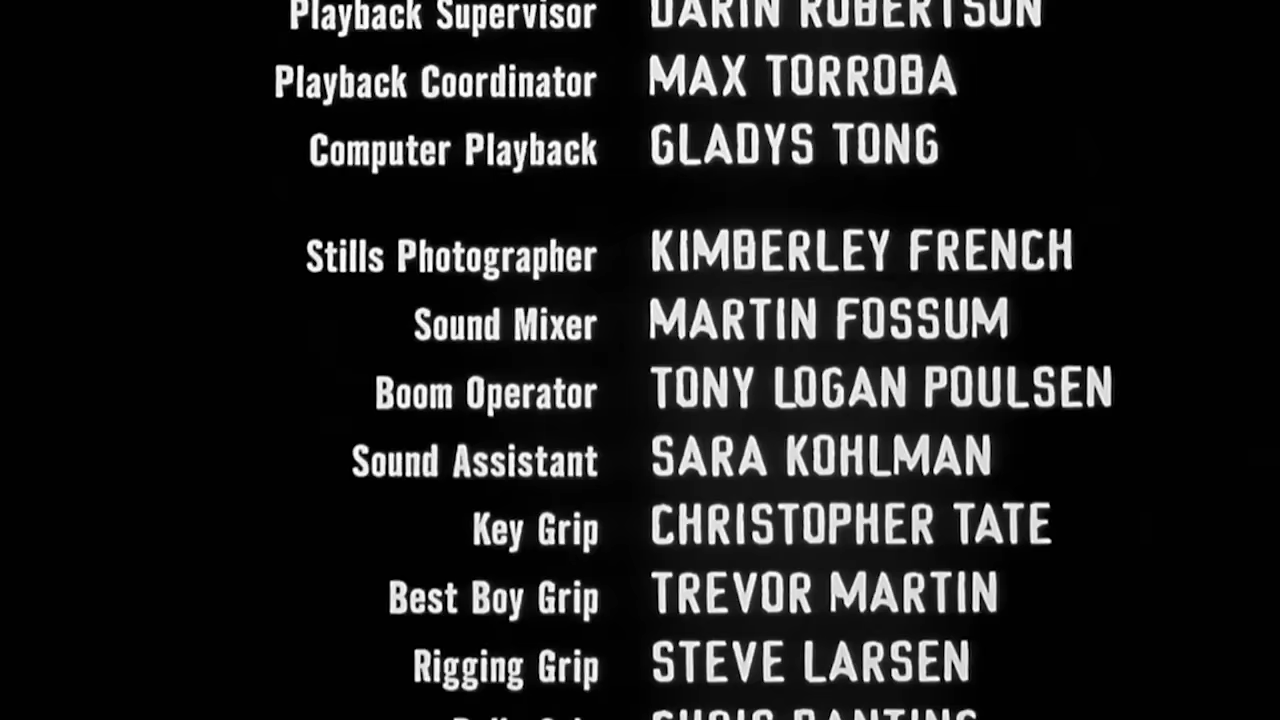 Playback Supervisor DARIN ROBERTSON
Playback Coordinator MAX TORROBA
Computer Playback GLADYS TONG
Stills Photographer KIMBERLEY FRENCH
Sound Mixer MARTIN FOSSUM
Boom Operator TONY LOGAN POULSEN
Sound Assistant SARA KOHLMAN
Key Grip CHRISTOPHER TATE
Best Boy Grip TREVOR MARTIN
Rigging Grip STEVE LARSEN